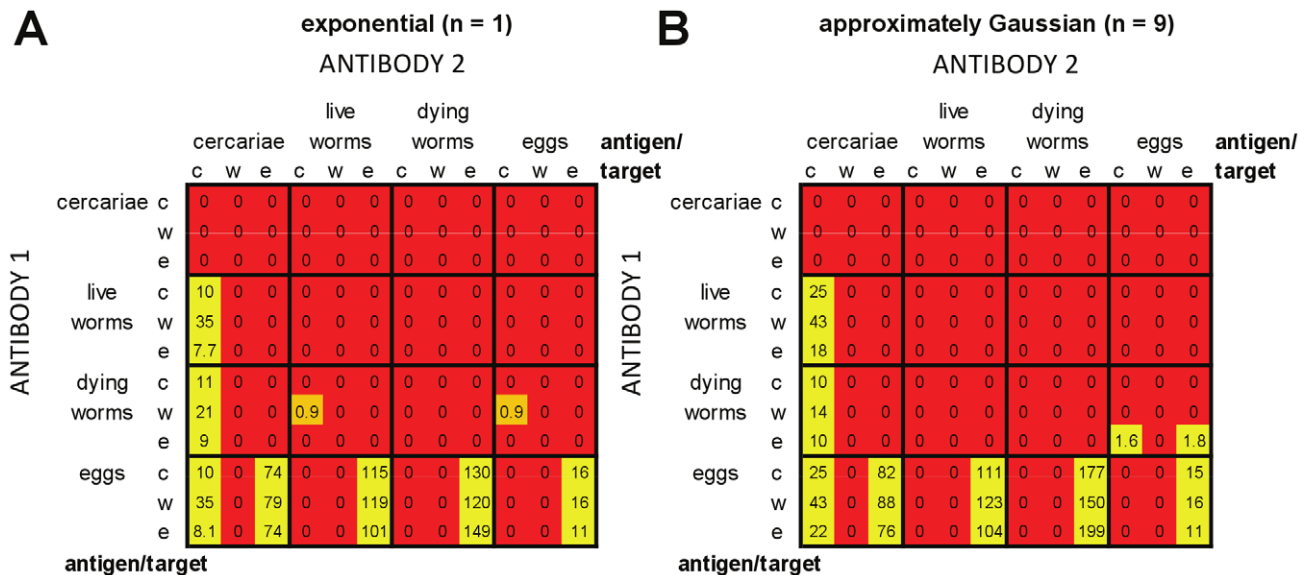 A exponential (n = 1) B approximately Gaussian (n = 9)
ANTIBODY 2 ANTIBODY 2
live dying live dying
cercariae worms worms eggs antigen/ cercariae worms worms eggs antigen/
c w e c w e c w e c w e target c w e c w e c w e c w e target
cercariae c 0 0 0 0 0 0 0 0 0 0 0 0 cercariae c 0 0 0 0 0 0 0 0 0 0 0 0
w 0 0 0 0 0 0 0 0 0 0 0 0 w 0 0 0 0 0 0 0 0 0 0 0 0
e 0 0 0 0 0 0 0 0 0 0 0 0 e 0 0 0 0 0 0 0 0 0 0 0 0
ANTIBODY 1 ANTIBODY 1
live c 10 0 0 0 0 0 0 0 0 0 0 0 live c 25 0 0 0 0 0 0 0 0 0 0 0
worms w 35 0 0 0 0 0 0 0 0 0 0 0 worms w 43 0 0 0 0 0 0 0 0 0 0 0
e 7.7 0 0 0 0 0 0 0 0 0 0 0 e 18 0 0 0 0 0 0 0 0 0 0 0
dying c 11 0 0 0 0 0 0 0 0 0 0 0 dying c 10 0 0 0 0 0 0 0 0 0 0 0
worms w 21 0 0 0.9 0 0 0 0 0 0.9 0 0 worms w 14 0 0 0 0 0 0 0 0 0 0 0
e 9 0 0 0 0 0 0 0 0 0 0 0 e 10 0 0 0 0 0 0 0 0 1.6 0 1.8
eggs c 10 0 74 0 0 115 0 0 130 0 0 16 eggs c 25 0 82 0 0 111 0 0 177 0 0 15
w 35 0 79 0 0 119 0 0 120 0 0 16 w 43 0 88 0 0 123 0 0 150 0 0 16
e 8.1 0 74 0 0 101 0 0 149 0 0 11 e 22 0 76 0 0 104 0 0 199 0 0 11
antigen/target antigen/target